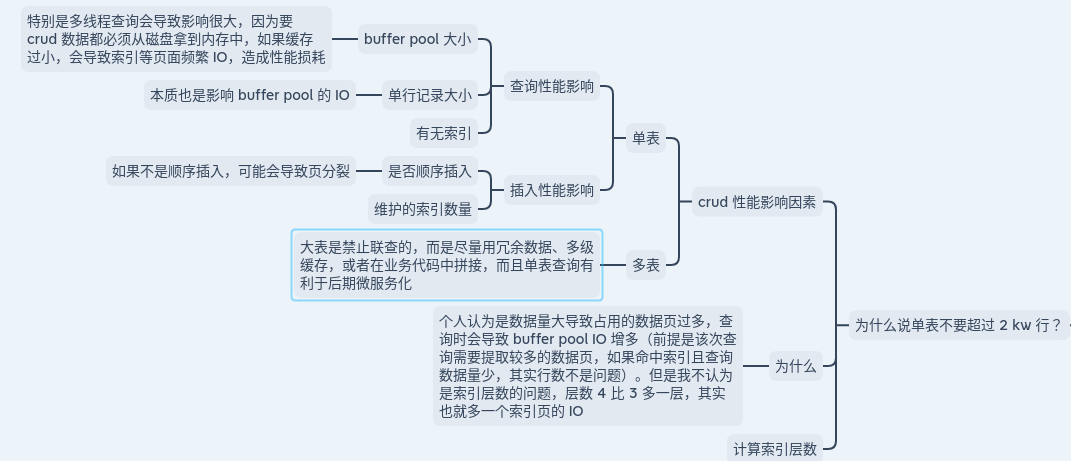 特别是多线程查询会导致影响很大，因为要
crud 数据都必须从磁盘拿到内存中，如果缓存
过小，会导致索引等页面频繁 IO，造成性能损耗
buffer pool 大小
查询性能影响
本质也是影响 buffer pool 的 IO
单行记录大小
有无索引
单表
如果不是顺序插入，可能会导致页分裂
是否顺序插入
插入性能影响
维护的索引数量
crud 性能影响因素
大表是禁止联查的，而是尽量用冗余数据、多级
缓存，或者在业务代码中拼接，而且单表查询有
利于后期微服务化
多表
为什么说单表不要超过 2 kw 行？
个人认为是数据量大导致占用的数据页过多，查
询时会导致 buffer pool IO 增多（前提是该次查
询需要提取较多的数据页，如果命中索引且查询
数据量少，其实行数不是问题）。但是我不认为
是索引层数的问题，层数 4 比 3 多一层，其实
也就多一个索引页的 IO
为什么
计算索引层数